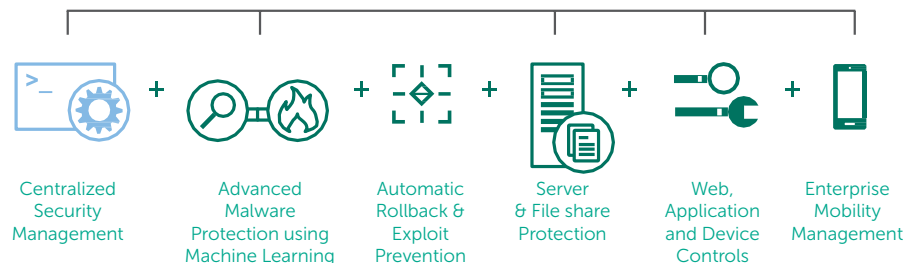 >_
Centralized
Security
Management
Advanced
Malware
Protection using
Machine Learning
Automatic
Rollback &
Exploit
Prevention
Server
& File share
Protection
Web,
Application
and Device
Controls
Enterprise
Mobility
Management